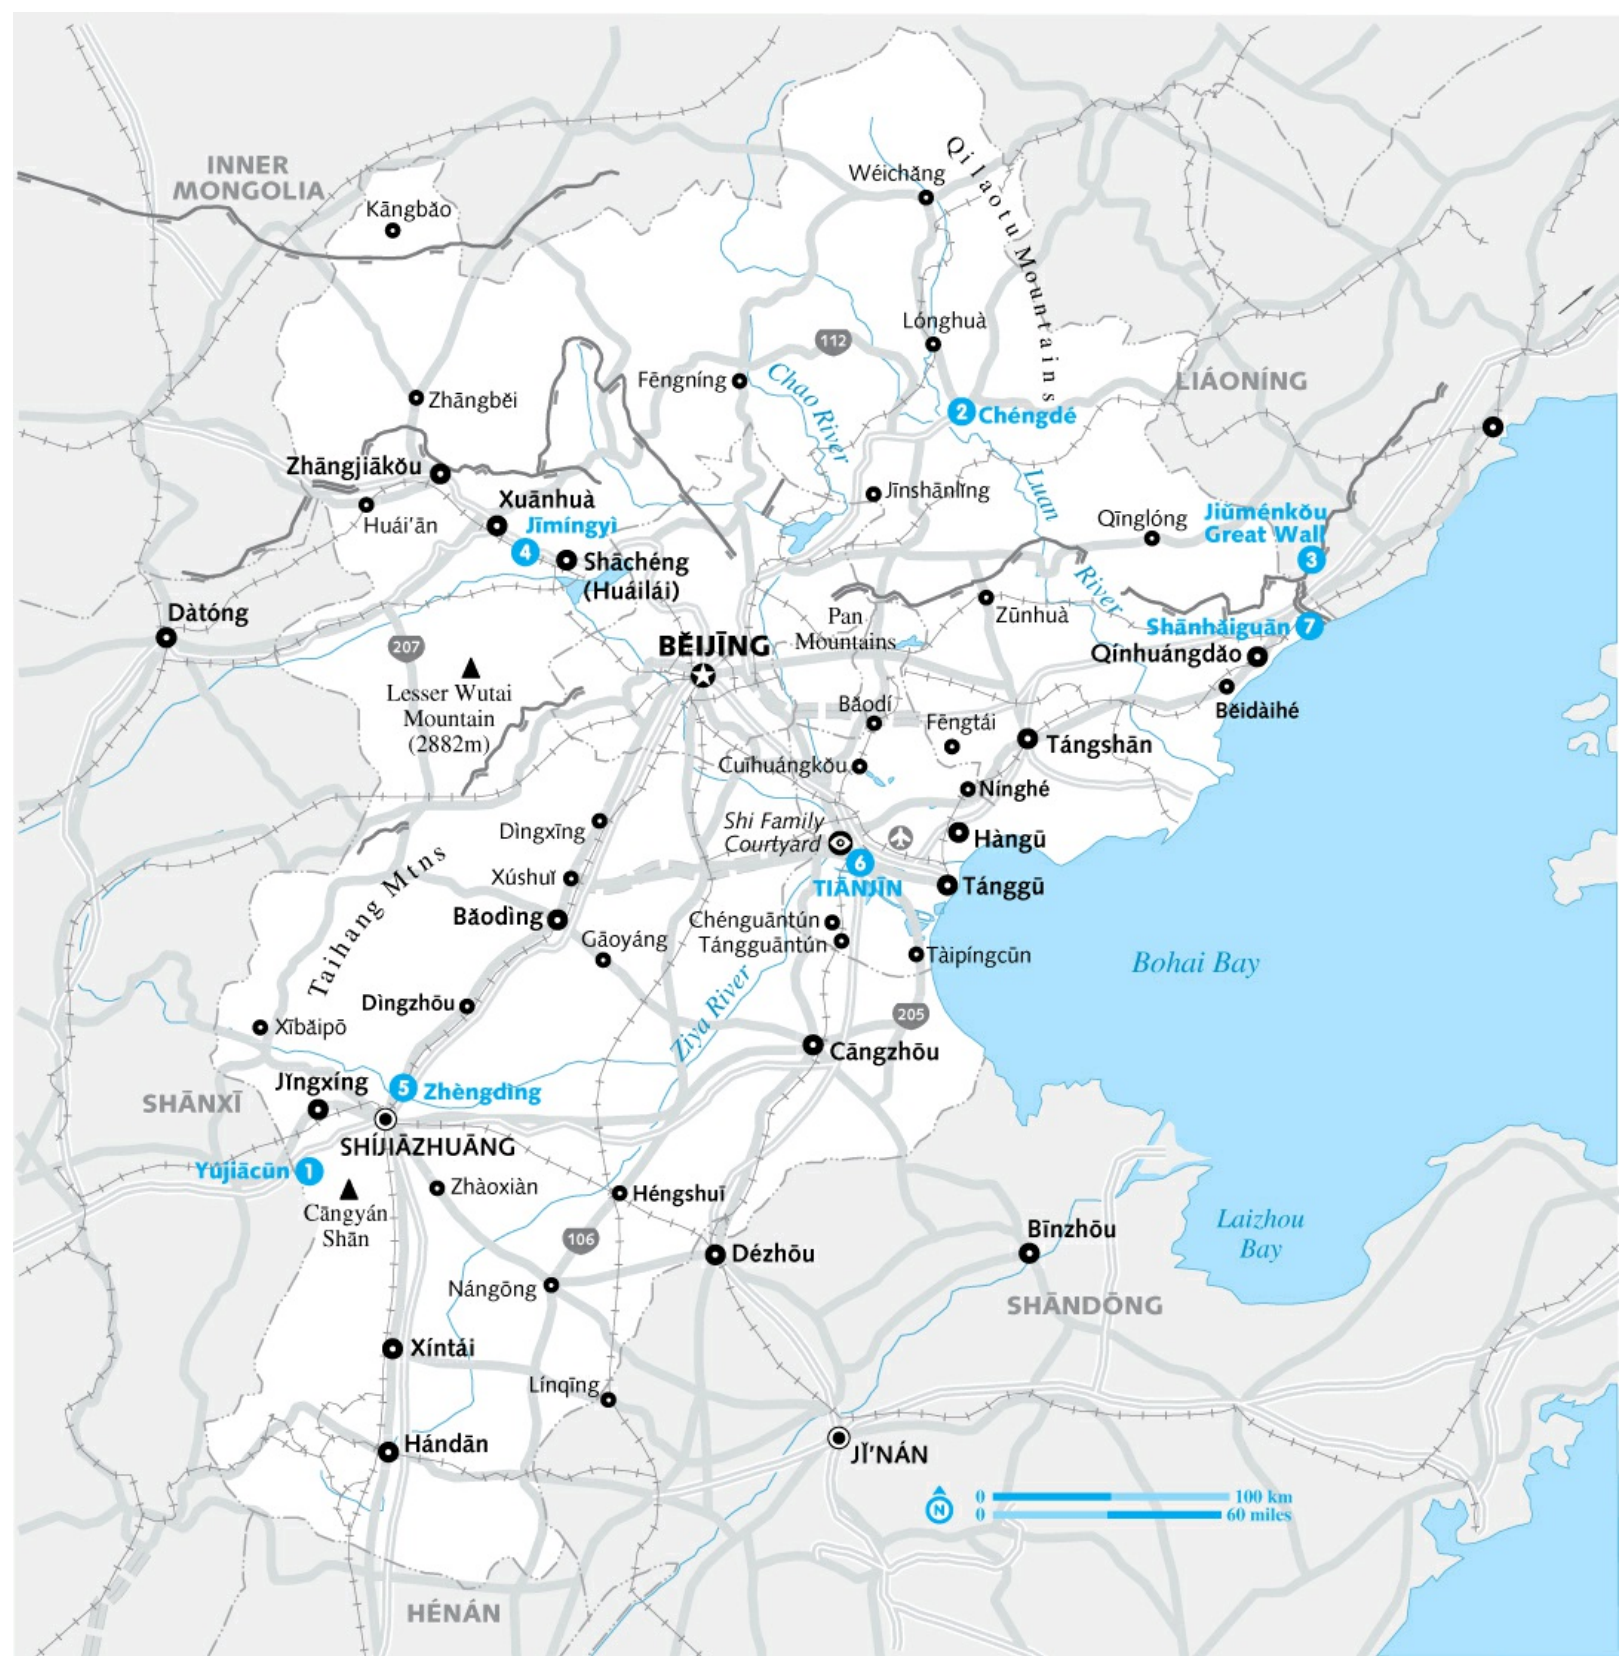 INNER
MONGOLIA
Kāngbǎo
Wéichǎng
Qilaotu Mountains
Lónghuà
112
Fēngníng
Chao River
LIÁONÍNG
Zhāngběi
2 Chéngdé
Zhāngjiākǒu
Xuānhuà
Huái'ān
Jīmíngyì
4
Shāchéng
(Huáilái)
Jīnshānlǐng
Luan
River
Qīnglóng
Jiǔménkǒu
Great Wall
3
Dàtóng
207
BĚIJĪNG
Pan
Mountains
Zūnhuà
Shānhǎiguān 7
Qínhuángdǎo
Běidàihé
Lesser Wutai
Mountain
(2882m)
Bǎodí
Fēngtái
Tángshān
Cuīhuángkǒu
Nínghé
Dìngxīng
Shi Family
Courtyard
Hàngū
6
TIĀNJĪN
Tánggū
Xúshuǐ
Taihang Mtns
Bǎodìng
Gāoyáng
Chénguāntún
Tángguāntún
Tàipíngcūn
Bohai Bay
Dìngzhōu
Ziya River
205
Xībǎipō
Cāngzhōu
Jǐngxíng
5 Zhèngdìng
SHĀNXĪ
SHÍJIĀZHUĀNG
Yújiācūn 1
Zhàoxiàn
Héngshuǐ
Cāngyán
Shān
106
Dézhōu
Bīnzhōu
Laizhou
Bay
Nángōng
SHĀNDŌNG
Xíntái
Línqīng
Hándān
JǏ'NÁN
N
0 100 km
0 60 miles
HÉNÁN